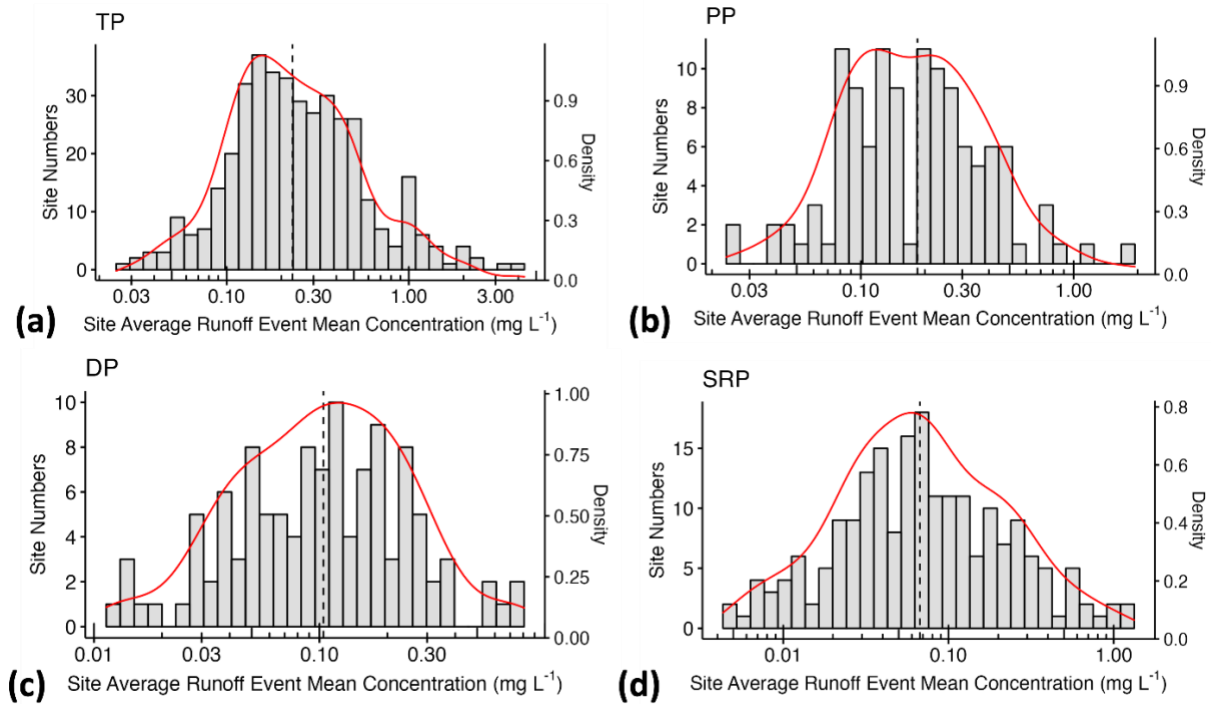 TP
30
20
10
0
Site Numbers
0.9
0.6
0.3
0.0
Density
0.03 0.10 0.30 1.00 3.00
(a) Site Average Runoff Event Mean Concentration (mg L⁻¹)
PP
10
8
6
4
2
0
Site Numbers
0.9
0.6
0.3
0.0
Density
0.03 0.10 0.30 1.00
(b) Site Average Runoff Event Mean Concentration (mg L⁻¹)
DP
10
8
6
4
2
0
Site Numbers
1.00
0.75
0.50
0.25
0.00
Density
0.01 0.03 0.10 0.30
(c) Site Average Runoff Event Mean Concentration (mg L⁻¹)
SRP
15
10
5
0
Site Numbers
0.8
0.6
0.4
0.2
0.0
Density
0.01 0.10 1.00
(d) Site Average Runoff Event Mean Concentration (mg L⁻¹)